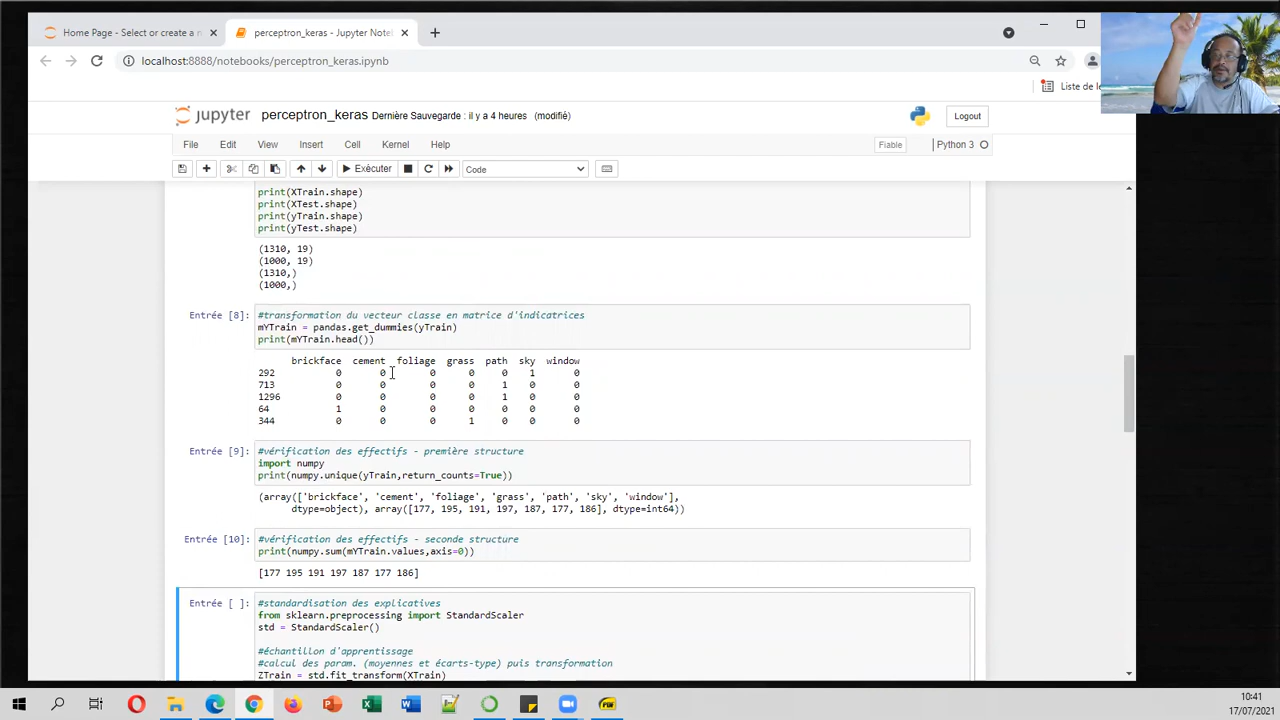 Home Page - Select or create a n
perceptron_keras - Jupyter Note
localhost:8888/notebooks/perceptron_keras.ipynb
Liste de le
jupyter perceptron_keras Dernière Sauvegarde : il y a 4 heures (modifié)
Logout
File Edit View Insert Cell Kernel Help
Fiable
Python 3
Exécuter
Code
print(XTrain.shape)
print(XTest.shape)
print(yTrain.shape)
print(yTest.shape)
(1310, 19)
(1000, 19)
(1310,)
(1000,)
Entrée [8]:
#transformation du vecteur classe en matrice d'indicatrices
mYTrain = pandas.get_dummies(yTrain)
print(mYTrain.head())
brickface cement foliage grass path sky window
292 0 0 0 0 0 1 0
713 0 0 0 0 1 0 0
1296 0 0 0 0 1 0 0
64 1 0 0 0 0 0 0
344 0 0 0 1 0 0 0
Entrée [9]:
#vérification des effectifs - première structure
import numpy
print(numpy.unique(yTrain,return_counts=True))
(array(['brickface', 'cement', 'foliage', 'grass', 'path', 'sky', 'window'],
dtype=object), array([177, 195, 191, 197, 187, 177, 186], dtype=int64))
Entrée [10]:
#vérification des effectifs - seconde structure
print(numpy.sum(mYTrain.values,axis=0))
[177 195 191 197 187 177 186]
Entrée [ ]:
#standardisation des explicatives
from sklearn.preprocessing import StandardScaler
std = StandardScaler()
#échantillon d'apprentissage
#calcul des param. (moyennes et écarts-type) puis transformation
ZTrain = std.fit_transform(XTrain)
10:41
17/07/2021